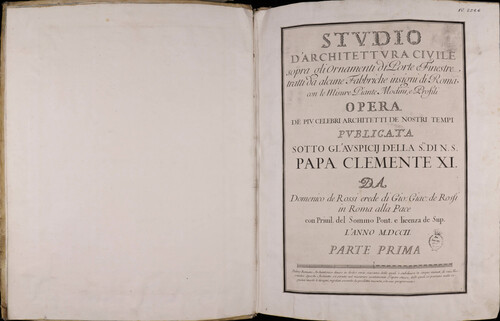 STVDIO
D'ARCHITETTVRA CIVILE
sopra gli Ornamenti di Porte e Finestre
tratti da alcune Fabbriche insigni di Roma
con le Misure Piante Modini, e Profili
OPERA
DE PIV CELEBRI ARCHITETTI DE NOSTRI TEMPI
PVBLICATA
SOTTO GL'AVSPICIJ DELLA S.TA DI N. S.
PAPA CLEMENTE XI.
DA
Domenico de Rossi erede di Gio: Giac: de Rossi
in Roma alla Pace
con Priuil. del Sommo Pont. e licenza de Sup.
L'ANNO M.DCCII
PARTE PRIMA